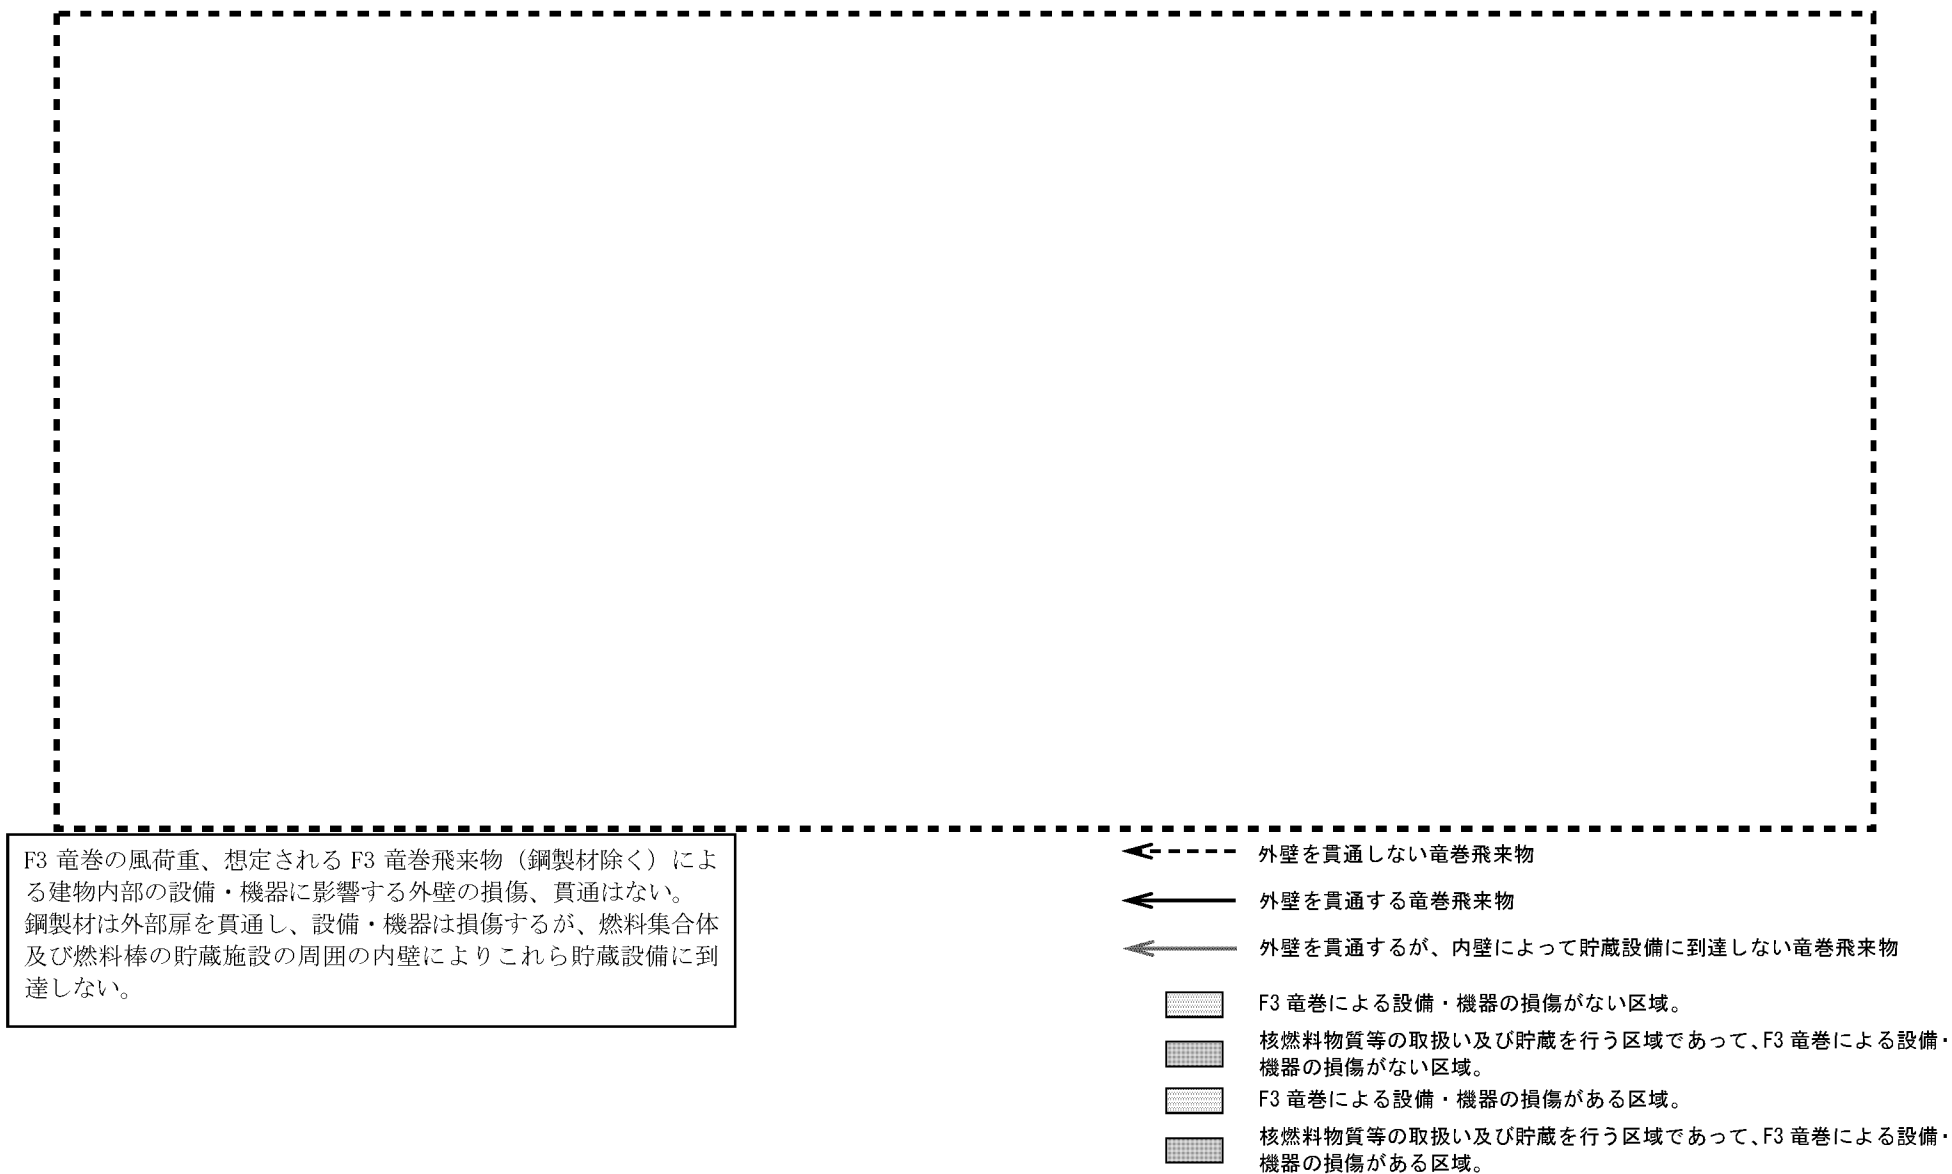 F3 竜巻の風荷重、想定される F3 竜巻飛来物（鋼製材除く）によ
る建物内部の設備・機器に影響する外壁の損傷、貫通はない。
鋼製材は外部扉を貫通し、設備・機器は損傷するが、燃料集合体
及び燃料棒の貯蔵施設の周囲の内壁によりこれら貯蔵設備に到
達しない。
外壁を貫通しない竜巻飛来物
外壁を貫通する竜巻飛来物
外壁を貫通するが、内壁によって貯蔵設備に到達しない竜巻飛来物
F3 竜巻による設備・機器の損傷がない区域。
核燃料物質等の取扱い及び貯蔵を行う区域であって、F3 竜巻による設備・
機器の損傷がない区域。
F3 竜巻による設備・機器の損傷がある区域。
核燃料物質等の取扱い及び貯蔵を行う区域であって、F3 竜巻による設備・
機器の損傷がある区域。